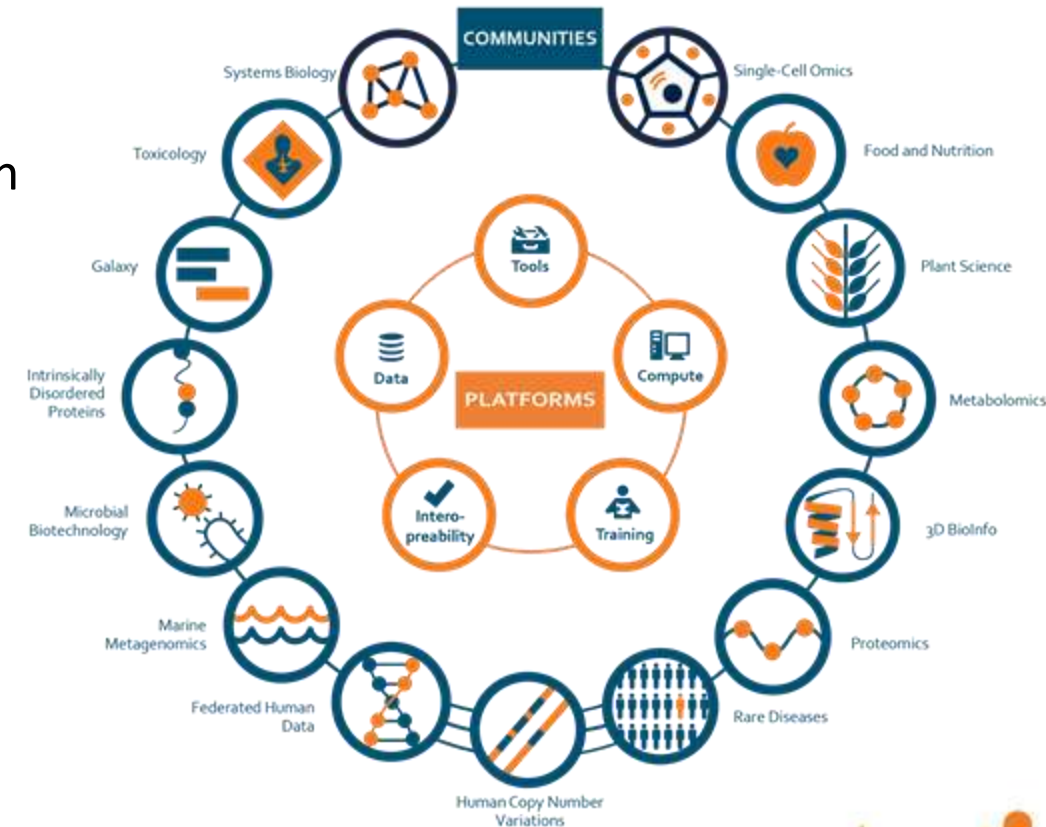 COMMUNITIES
Systems Biology
Single-Cell Omics
Toxicology
Food and Nutrition
n
Galaxy
Plant Science
Tools
Data
Compute
PLATFORMS
Intrinsically
Disordered
Proteins
Metabolomics
Intero-
preability
Training
Microbial
Biotechnology
3D BioInfo
Marine
Metagenomics
Proteomics
Federated Human
Data
Rare Diseases
Human Copy Number
Variations